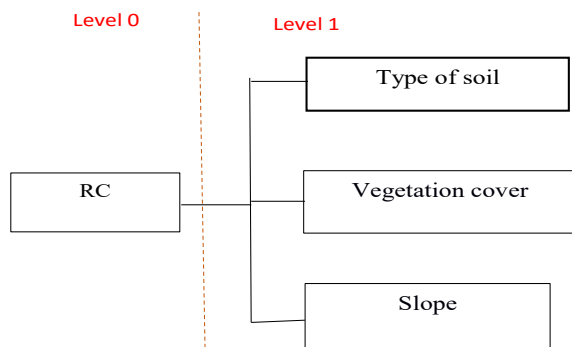 Level 0
Level 1
Type of soil
RC
Vegetation cover
Slope